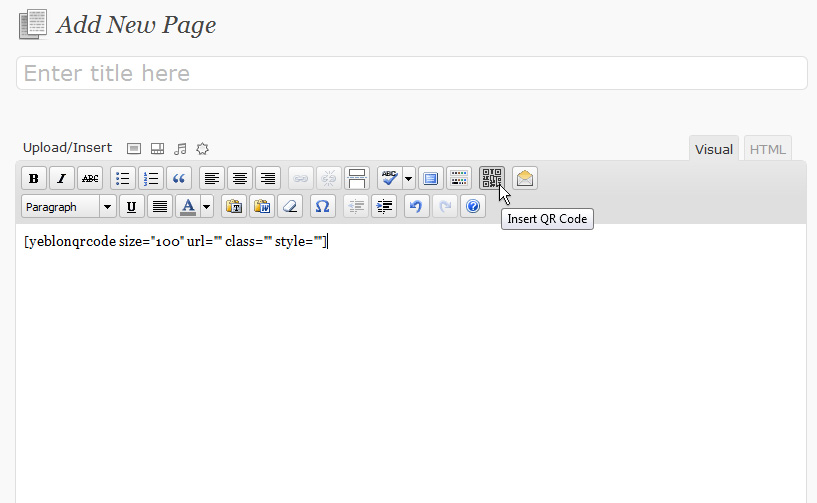 Add New Page
Enter title here
Upload/Insert
Visual
HTML
B I ABC
ABC
Paragraph
U
A
T
W
Ω
?
Insert QR Code
[yeblonqrcode size="100" url="" class="" style=""]